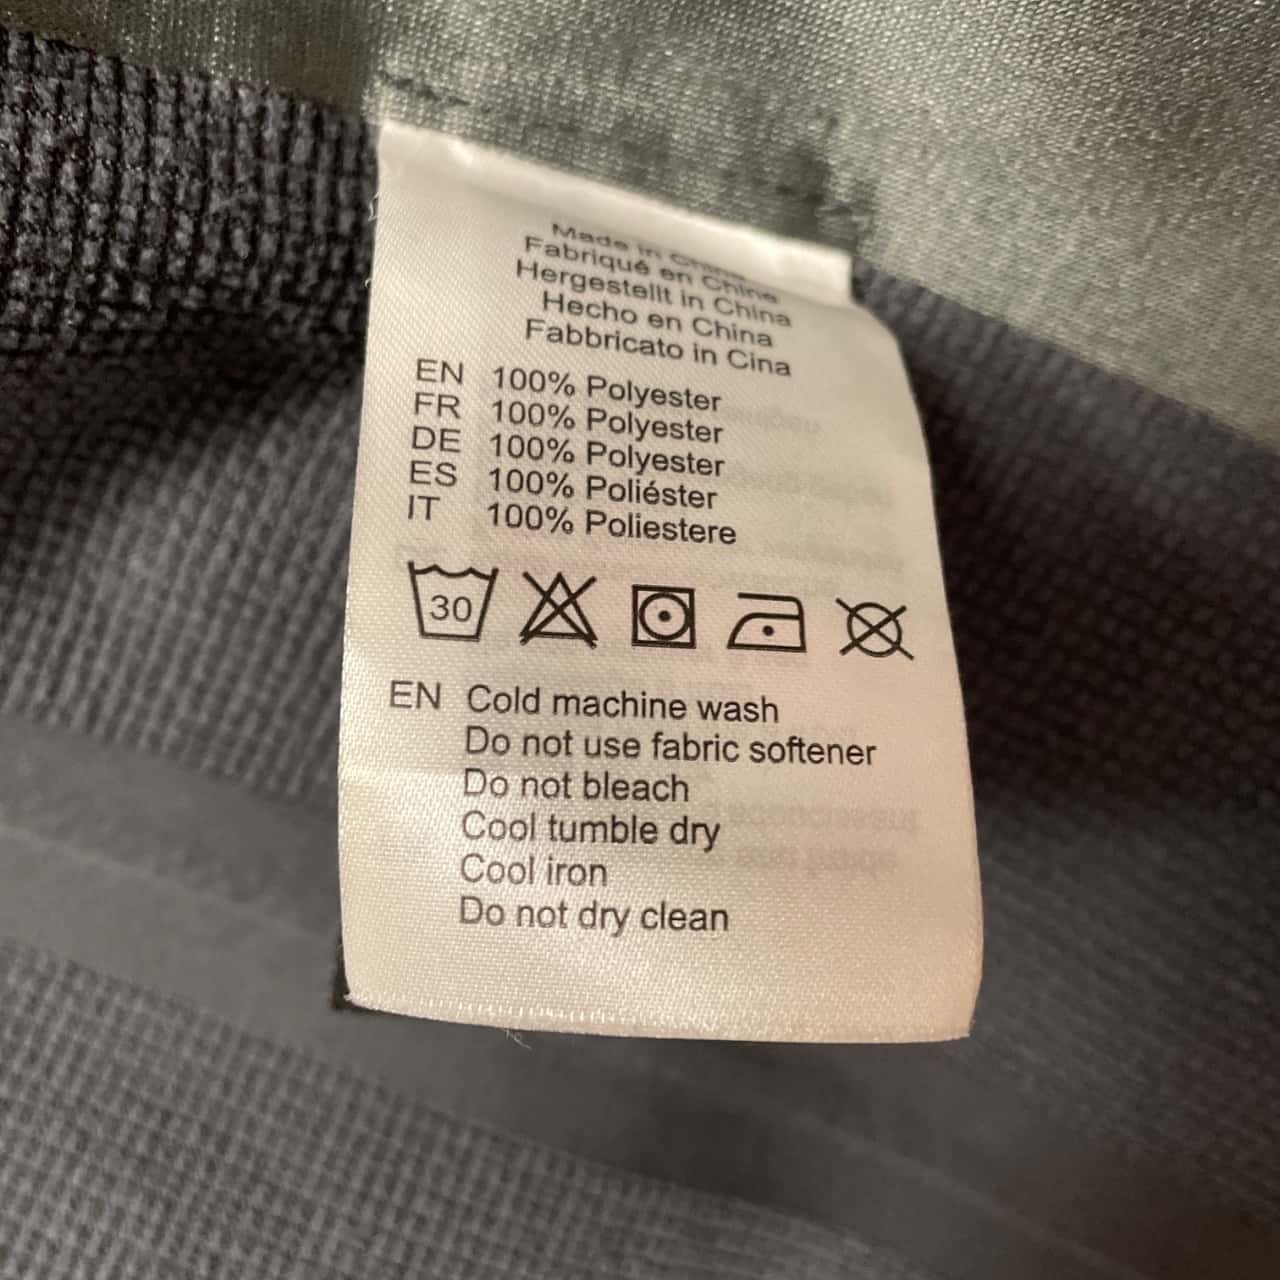 Made in China
Fabriqué en Chine
Hergestellt in China
Hecho en China
Fabbricato in Cina
EN 100% Polyester
FR 100% Polyester
DE 100% Polyester
ES 100% Poliéster
IT 100% Poliestere
30
EN Cold machine wash
Do not use fabric softener
Do not bleach
Cool tumble dry
Cool iron
Do not dry clean